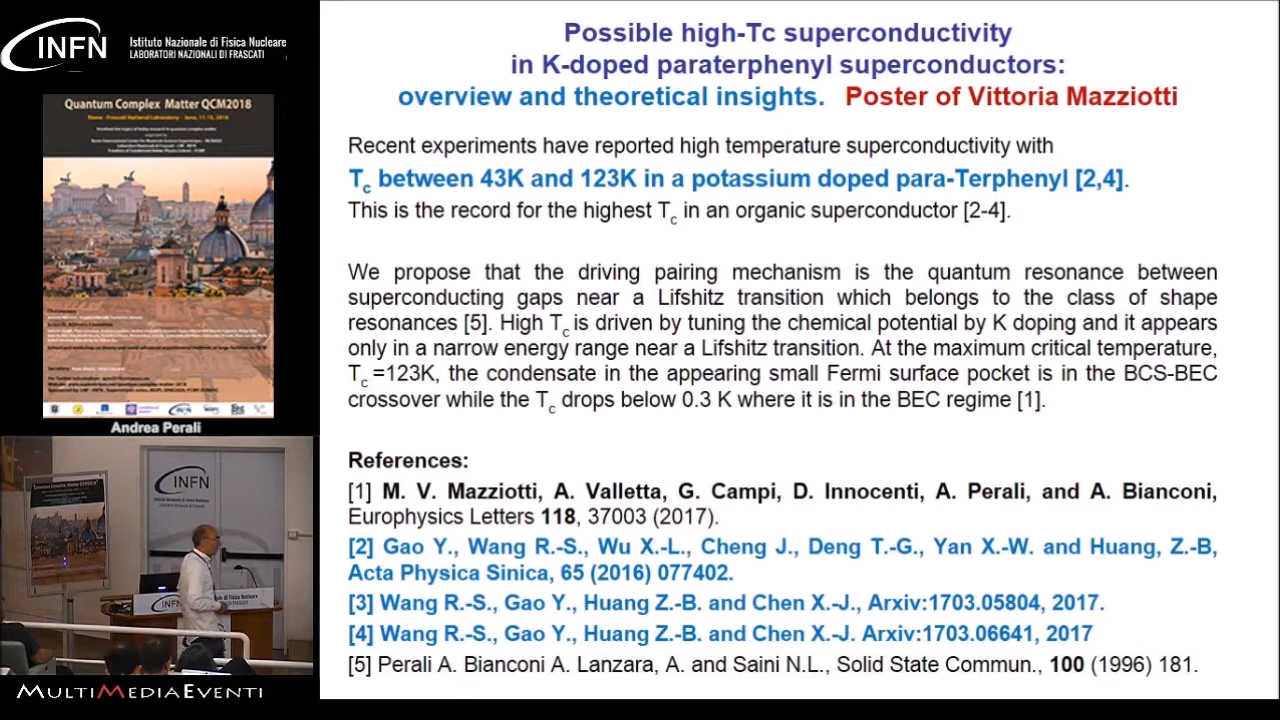 INFN
Istituto Nazionale di Fisica Nucleare
LABORATORI NAZIONALI DI FRASCATI
Quantum Complex Matter QCM2018
Rome - Frascati National Laboratory - June, 11-15, 2018
Andrea Perali
INFN
INFN
MULTIMEDIAEVENTI
Possible high-Tc superconductivity
in K-doped paraterphenyl superconductors:
overview and theoretical insights. Poster of Vittoria Mazziotti
Recent experiments have reported high temperature superconductivity with
Tc between 43K and 123K in a potassium doped para-Terphenyl [2,4].
This is the record for the highest Tc in an organic superconductor [2-4].
We propose that the driving pairing mechanism is the quantum resonance between
superconducting gaps near a Lifshitz transition which belongs to the class of shape
resonances [5]. High Tc is driven by tuning the chemical potential by K doping and it appears
only in a narrow energy range near a Lifshitz transition. At the maximum critical temperature,
Tc =123K, the condensate in the appearing small Fermi surface pocket is in the BCS-BEC
crossover while the Tc drops below 0.3 K where it is in the BEC regime [1].
References:
[1] M. V. Mazziotti, A. Valletta, G. Campi, D. Innocenti, A. Perali, and A. Bianconi,
Europhysics Letters 118, 37003 (2017).
[2] Gao Y., Wang R.-S., Wu X.-L., Cheng J., Deng T.-G., Yan X.-W. and Huang, Z.-B,
Acta Physica Sinica, 65 (2016) 077402.
[3] Wang R.-S., Gao Y., Huang Z.-B. and Chen X.-J., Arxiv:1703.05804, 2017.
[4] Wang R.-S., Gao Y., Huang Z.-B. and Chen X.-J. Arxiv:1703.06641, 2017
[5] Perali A. Bianconi A. Lanzara, A. and Saini N.L., Solid State Commun., 100 (1996) 181.